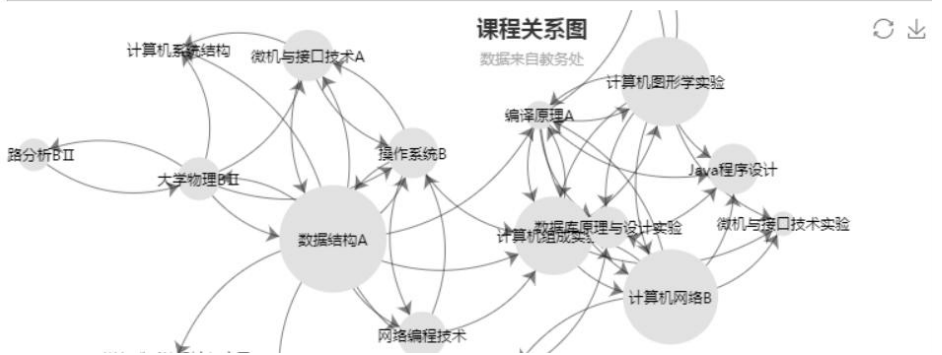 课程关系图
数据来自教务处
计算机系统结构
微机与接口技术A
计算机图形学实验
编译原理A
路分析BⅡ
操作系统B
大学物理BⅡ
Java程序设计
数据结构A
数据库原理与设计实验
计算机组成实验
微机与接口技术实验
计算机网络B
网络编程技术